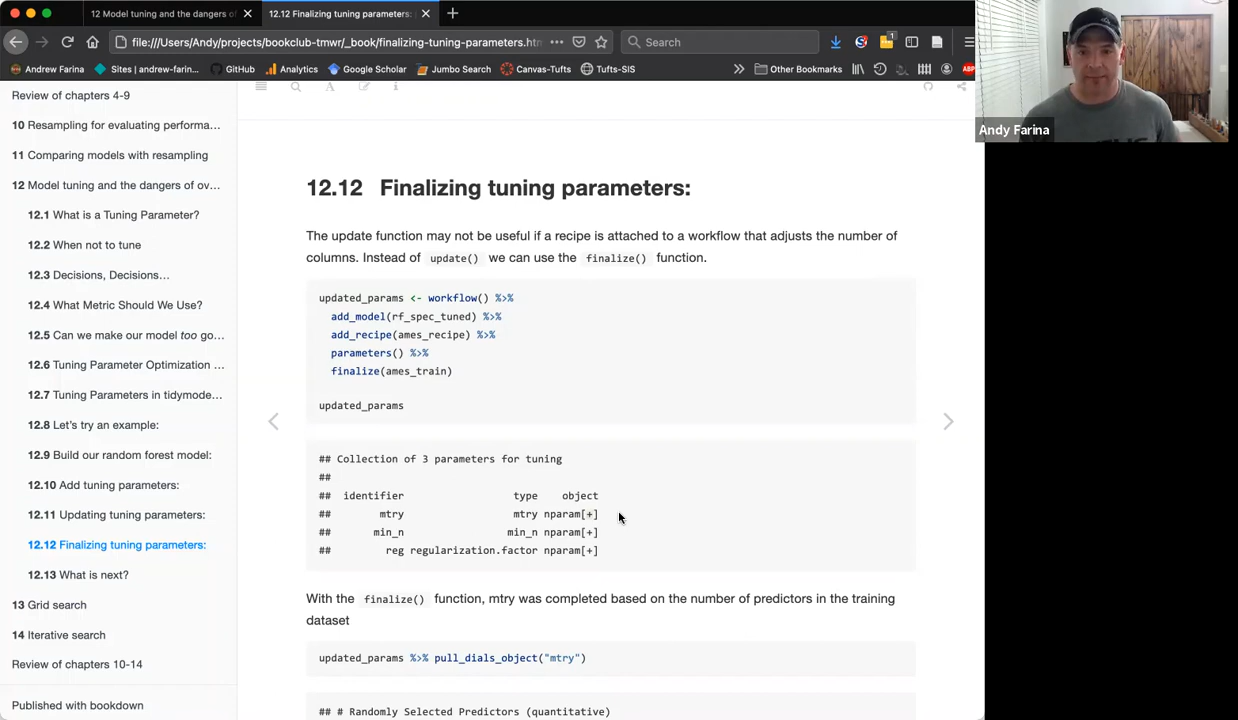 12 Model tuning and the dangers of
12.12 Finalizing tuning parameters:
file:///Users/Andy/projects/bookclub-tmwr/_book/finalizing-tuning-parameters.htm
Search
1
Andrew Farina
Sites | andrew-farin...
GitHub
Analytics
Google Scholar
Jumbo Search
Canvas-Tufts
Tufts-SIS
Other Bookmarks
ABP
Andy Farina
Review of chapters 4-9
10 Resampling for evaluating performa...
11 Comparing models with resampling
12 Model tuning and the dangers of ov...
12.1 What is a Tuning Parameter?
12.2 When not to tune
12.3 Decisions, Decisions...
12.4 What Metric Should We Use?
12.5 Can we make our model too go...
12.6 Tuning Parameter Optimization ...
12.7 Tuning Parameters in tidymode...
12.8 Let's try an example:
12.9 Build our random forest model:
12.10 Add tuning parameters:
12.11 Updating tuning parameters:
12.12 Finalizing tuning parameters:
12.13 What is next?
13 Grid search
14 Iterative search
Review of chapters 10-14
Published with bookdown
12.12 Finalizing tuning parameters:
The update function may not be useful if a recipe is attached to a workflow that adjusts the number of
columns. Instead of update() we can use the finalize() function.
updated_params <- workflow() %>%
add_model(rf_spec_tuned) %>%
add_recipe(ames_recipe) %>%
parameters() %>%
finalize(ames_train)
updated_params
## Collection of 3 parameters for tuning
##
## identifier type object
## mtry mtry nparam[+]
## min_n min_n nparam[+]
## reg regularization.factor nparam[+]
With the finalize() function, mtry was completed based on the number of predictors in the training
dataset
updated_params %>% pull_dials_object("mtry")
## # Randomly Selected Predictors (quantitative)